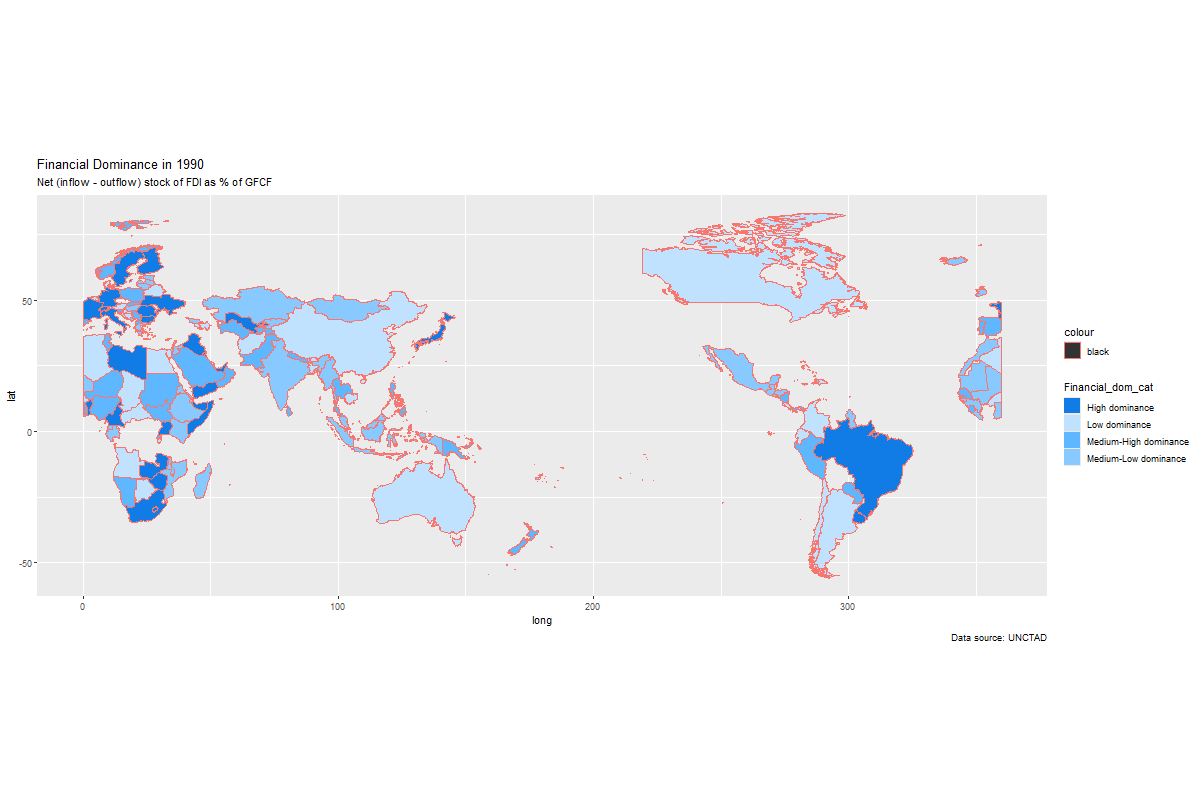 Financial Dominance in 1990
Net (inflow - outflow) stock of FDI as % of GFCF
50
0
-50
lat
0
100
200
300
long
colour
black
Financial_dom_cat
High dominance
Low dominance
Medium-High dominance
Medium-Low dominance
Data source: UNCTAD